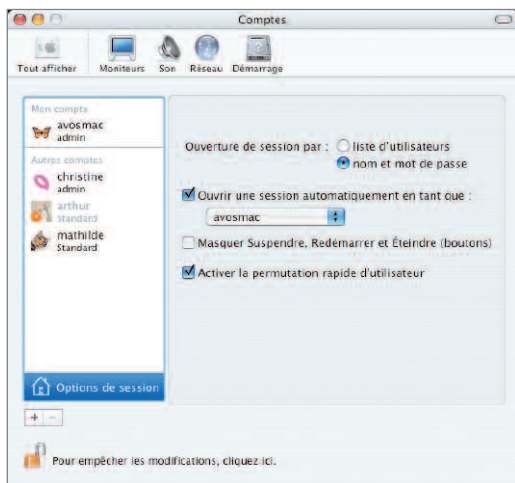 Comptes
Tout afficher Moniteurs Son Réseau Démarrage
Mon compte
avosmac
admin
Autres comptes
christine
admin
arthur
Standard
mathilde
Standard
Options de session
Ouverture de session par : liste d'utilisateurs
nom et mot de passe
Ouvrir une session automatiquement en tant que :
avosmac
Masquer Suspendre, Redémarrer et Éteindre (boutons)
Activer la permutation rapide d'utilisateur
+ −
Pour empêcher les modifications, cliquez ici.